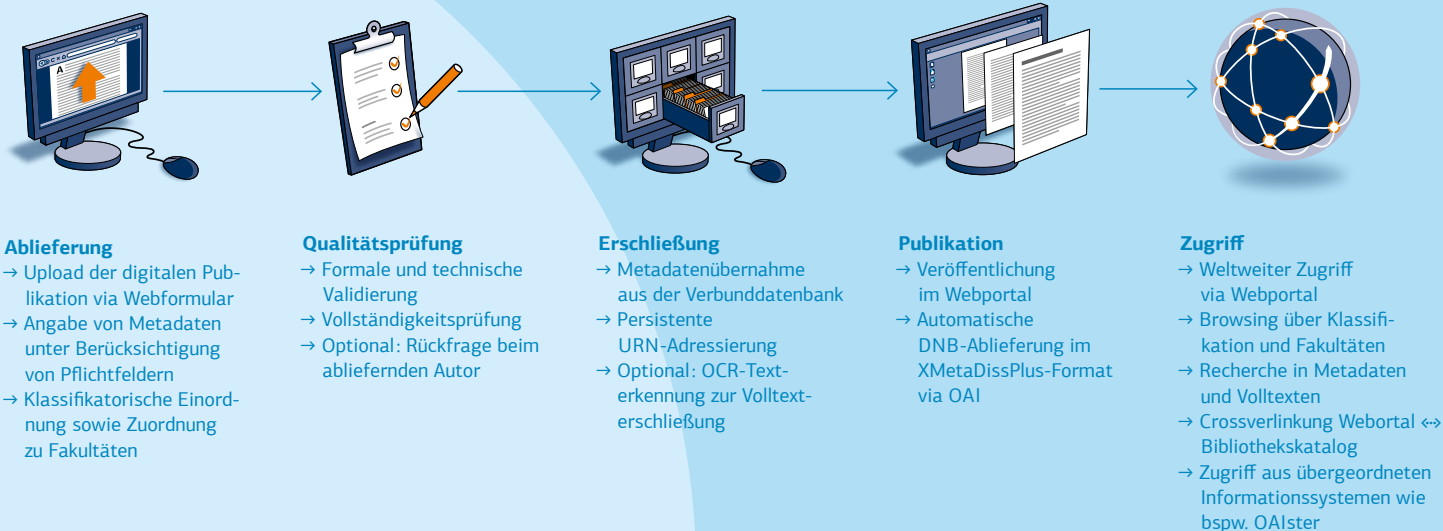 A
Ablieferung
→ Upload der digitalen Pub-
likation via Webformular
→ Angabe von Metadaten
unter Berücksichtigung
von Pflichtfeldern
→ Klassifikatorische Einord-
nung sowie Zuordnung
zu Fakultäten
Qualitätsprüfung
→ Formale und technische
Validierung
→ Vollständigkeitsprüfung
→ Optional: Rückfrage beim
abliefernden Autor
Erschließung
→ Metadatenübernahme
aus der Verbunddatenbank
→ Persistente
URN-Adressierung
→ Optional: OCR-Text-
erkennung zur Volltext-
erschließung
Publikation
→ Veröffentlichung
im Webportal
→ Automatische
DNB-Ablieferung im
XMetaDissPlus-Format
via OAI
Zugriff
→ Weltweiter Zugriff
via Webportal
→ Browsing über Klassifi-
kation und Fakultäten
→ Recherche in Metadaten
und Volltexten
→ Crossverlinkung Webortal ↔
Bibliothekskatalog
→ Zugriff aus übergeordneten
Informationssystemen wie
bspw. OAIster